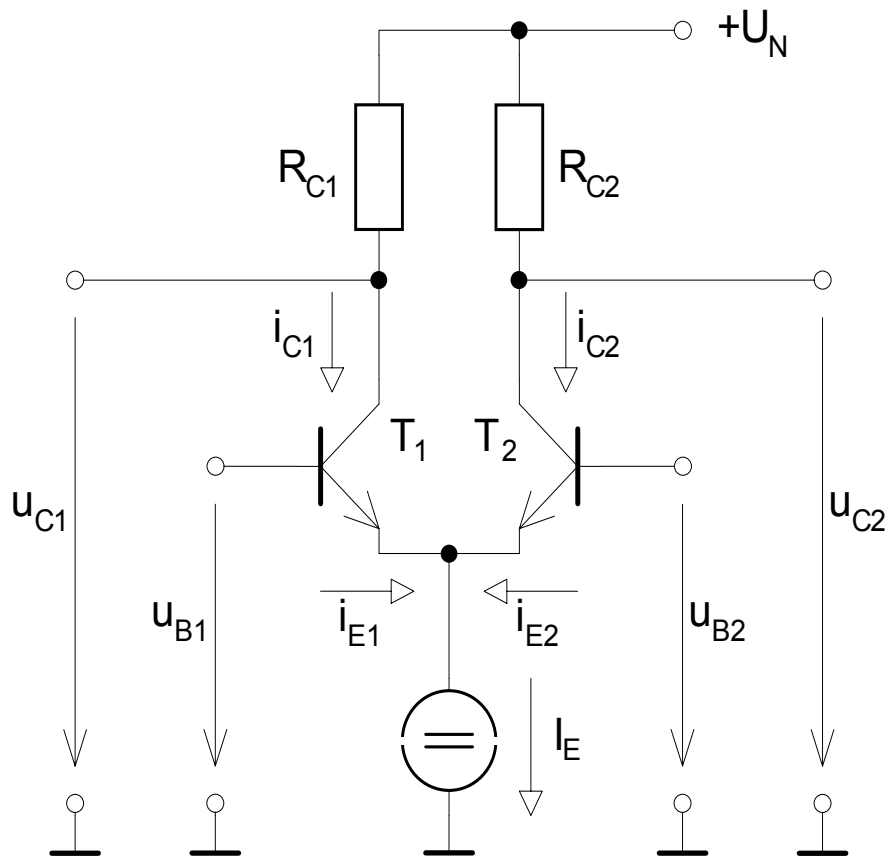 +U_N
R_C1
R_C2
i_C1
i_C2
T_1
T_2
u_C1
u_C2
u_B1
i_E1
i_E2
u_B2
I_E